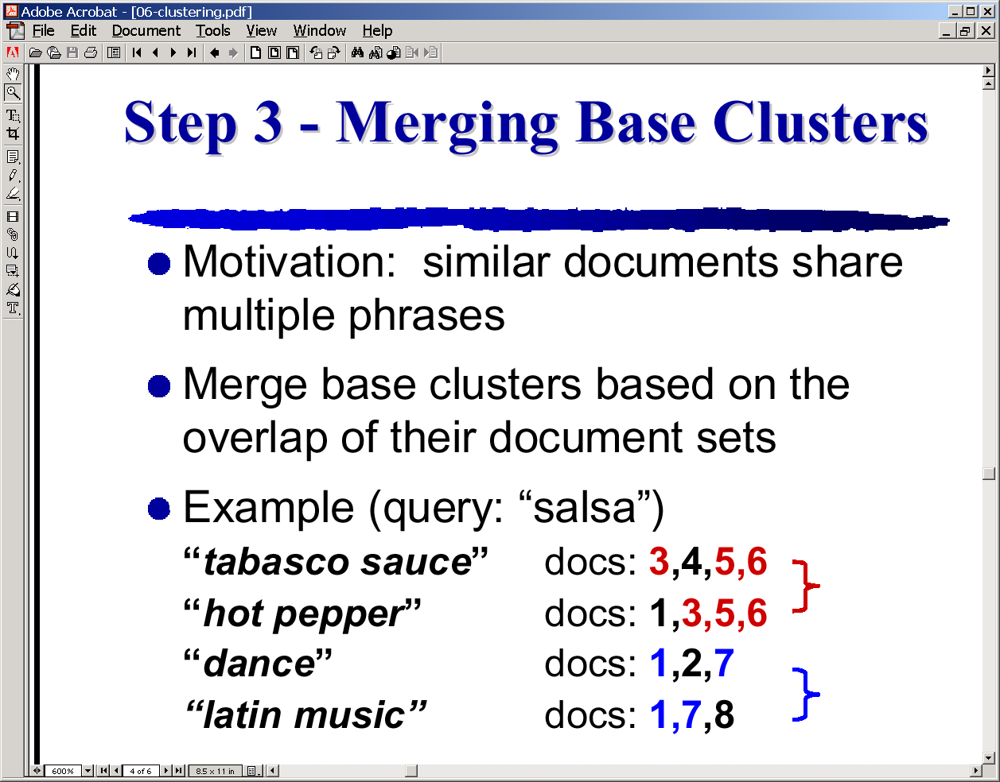 Adobe Acrobat - [06-clustering.pdf]
File Edit Document Tools View Window Help
Step 3 - Merging Base Clusters
Motivation: similar documents share
multiple phrases
Merge base clusters based on the
overlap of their document sets
Example (query: “salsa”)
“tabasco sauce” docs: 3,4,5,6
“hot pepper” docs: 1,3,5,6
“dance” docs: 1,2,7
“latin music” docs: 1,7,8
600% 4 of 6 8.5 x 11 in